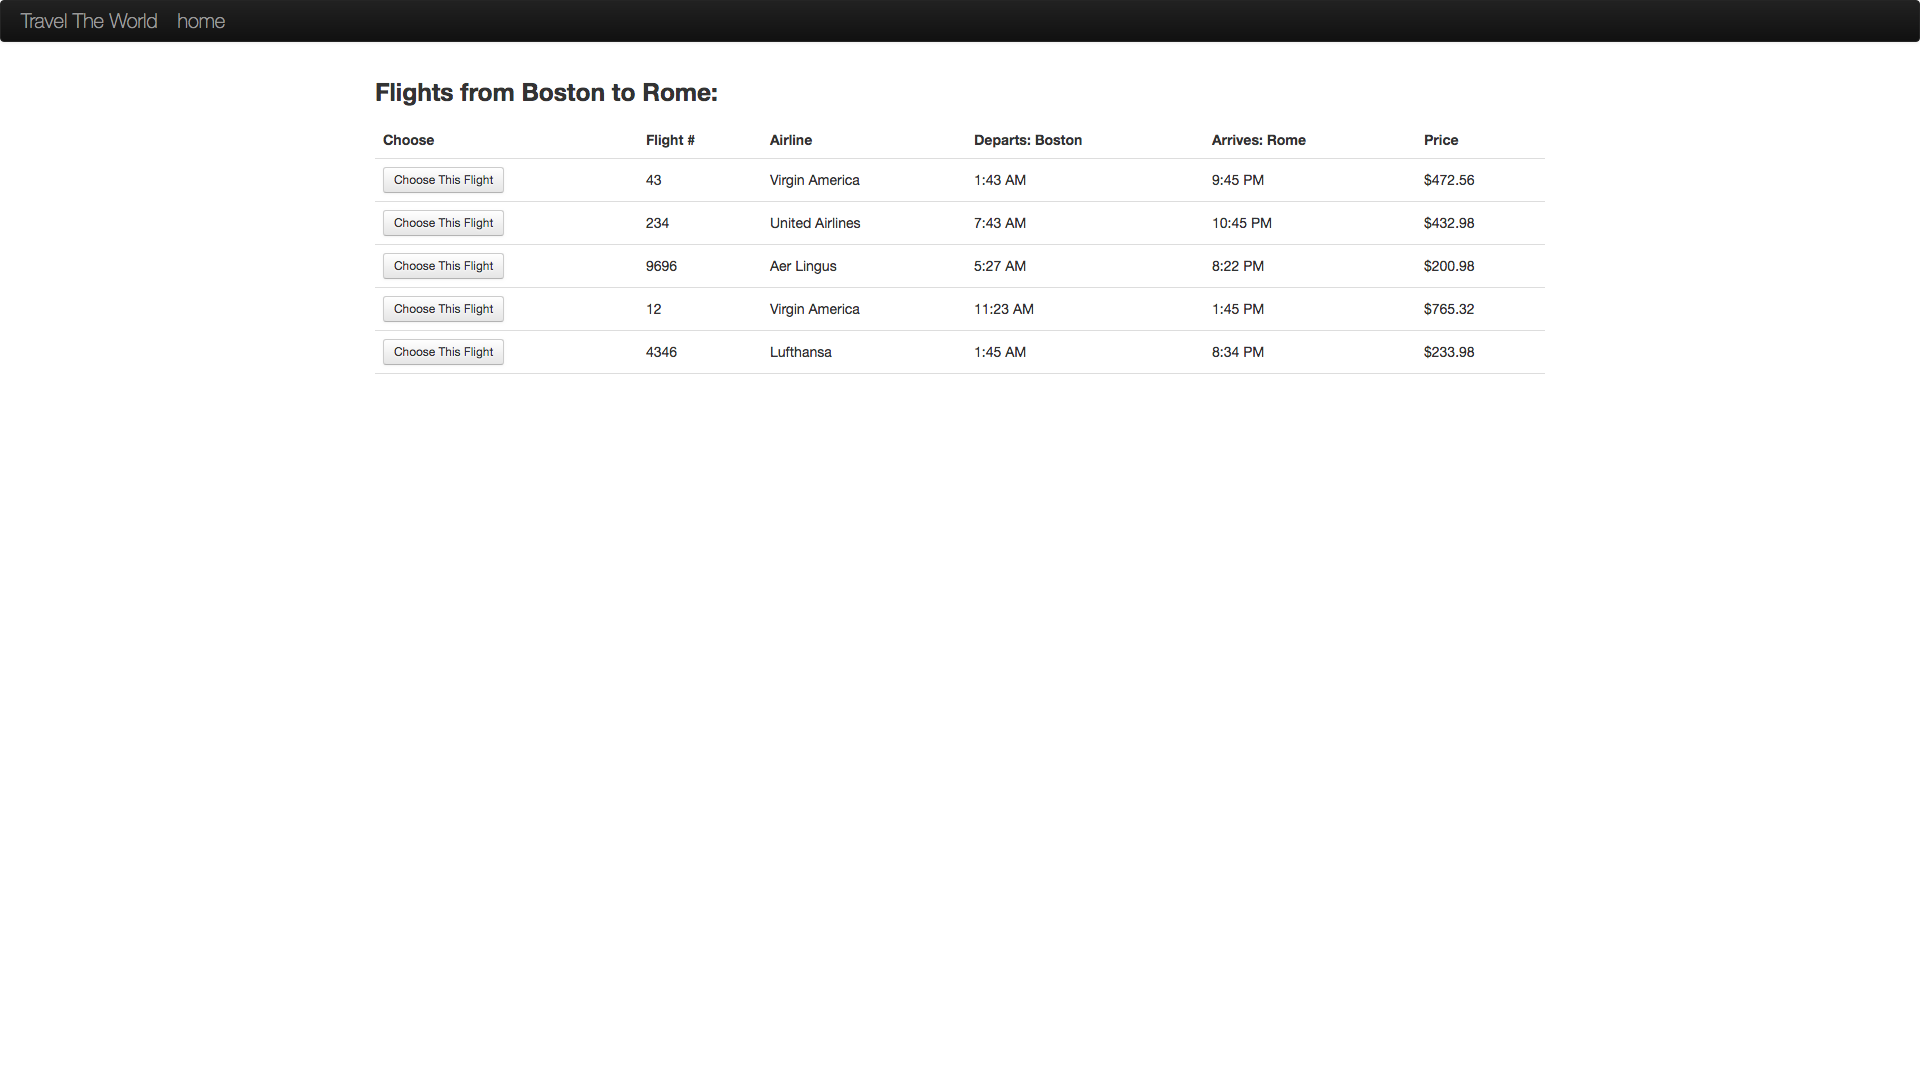 Travel The World home
Flights from Boston to Rome:
Choose Flight # Airline Departs: Boston Arrives: Rome Price
Choose This Flight 43 Virgin America 1:43 AM 9:45 PM $472.56
Choose This Flight 234 United Airlines 7:43 AM 10:45 PM $432.98
Choose This Flight 9696 Aer Lingus 5:27 AM 8:22 PM $200.98
Choose This Flight 12 Virgin America 11:23 AM 1:45 PM $765.32
Choose This Flight 4346 Lufthansa 1:45 AM 8:34 PM $233.98